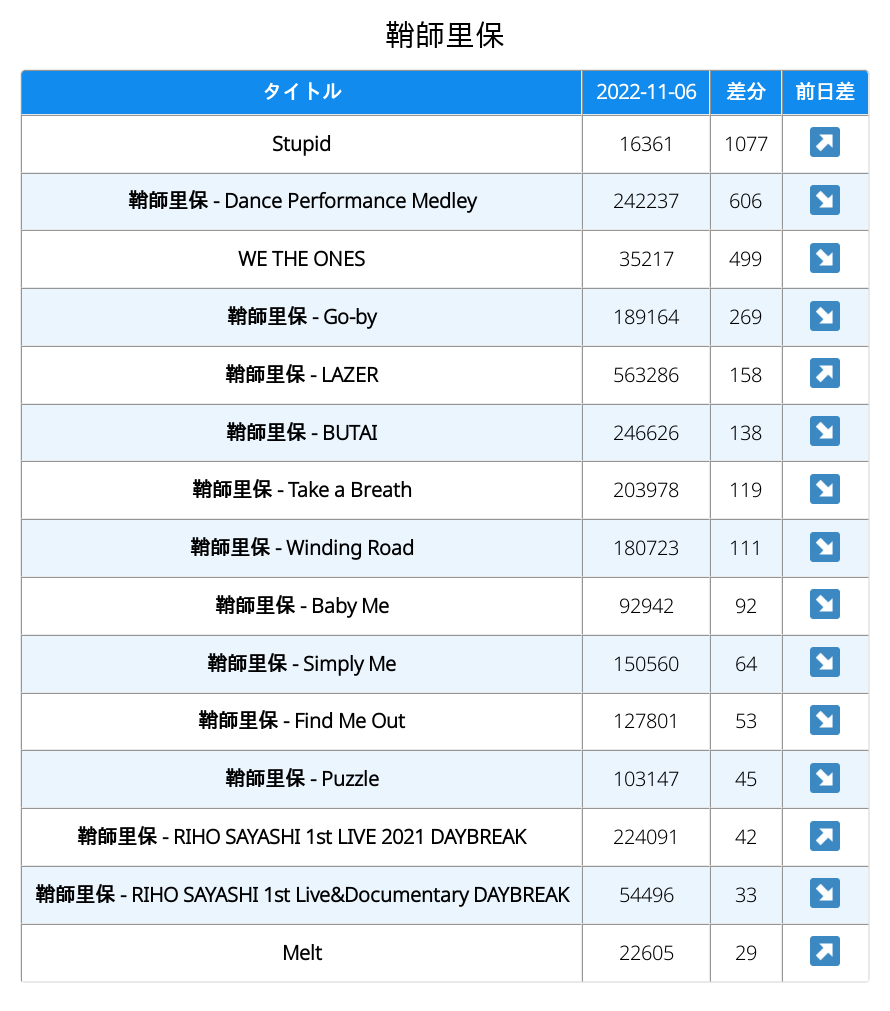 鞘師里保
タイトル 2022-11-06 差分 前日差
Stupid 16361 1077 ↗
鞘師里保 - Dance Performance Medley 242237 606 ↘
WE THE ONES 35217 499 ↘
鞘師里保 - Go-by 189164 269 ↘
鞘師里保 - LAZER 563286 158 ↗
鞘師里保 - BUTAI 246626 138 ↘
鞘師里保 - Take a Breath 203978 119 ↘
鞘師里保 - Winding Road 180723 111 ↘
鞘師里保 - Baby Me 92942 92 ↘
鞘師里保 - Simply Me 150560 64 ↘
鞘師里保 - Find Me Out 127801 53 ↘
鞘師里保 - Puzzle 103147 45 ↘
鞘師里保 - RIHO SAYASHI 1st LIVE 2021 DAYBREAK 224091 42 ↗
鞘師里保 - RIHO SAYASHI 1st Live&Documentary DAYBREAK 54496 33 ↘
Melt 22605 29 ↗